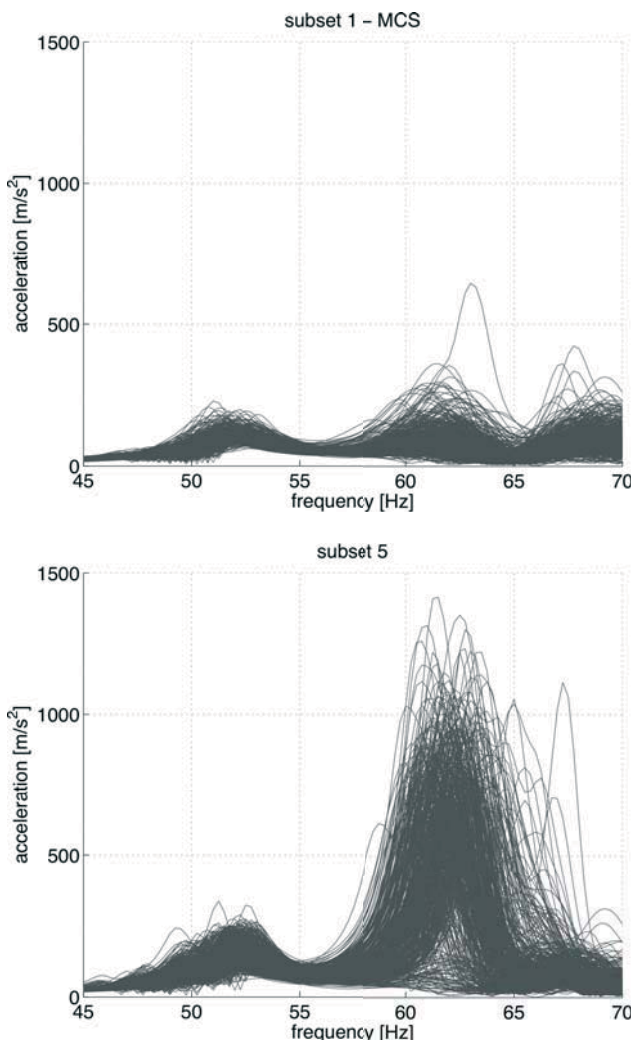 subset 1 – MCS
1500
1000
500
0
acceleration [m/s²]
45 50 55 60 65 70
frequency [Hz]
subset 5
1500
1000
500
0
acceleration [m/s²]
45 50 55 60 65 70
frequency [Hz]